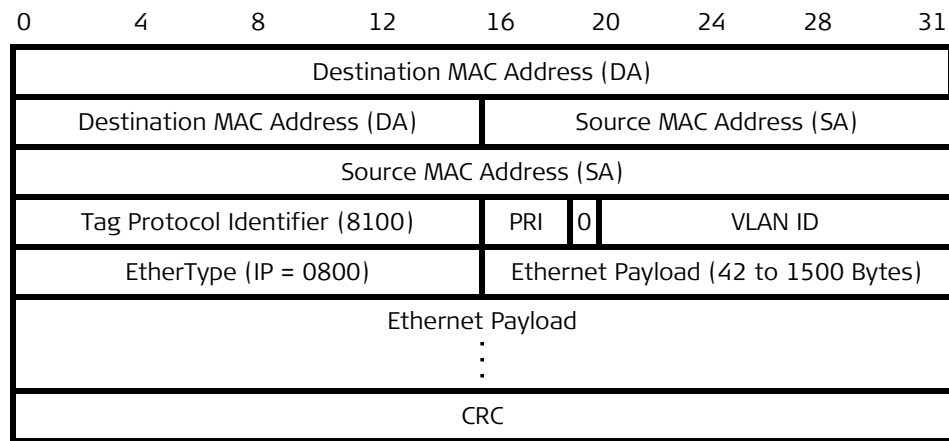 0 4 8 12 16 20 24 28 31
Destination MAC Address (DA)
Destination MAC Address (DA) Source MAC Address (SA)
Source MAC Address (SA)
Tag Protocol Identifier (8100) PRI 0 VLAN ID
EtherType (IP = 0800) Ethernet Payload (42 to 1500 Bytes)
Ethernet Payload
CRC